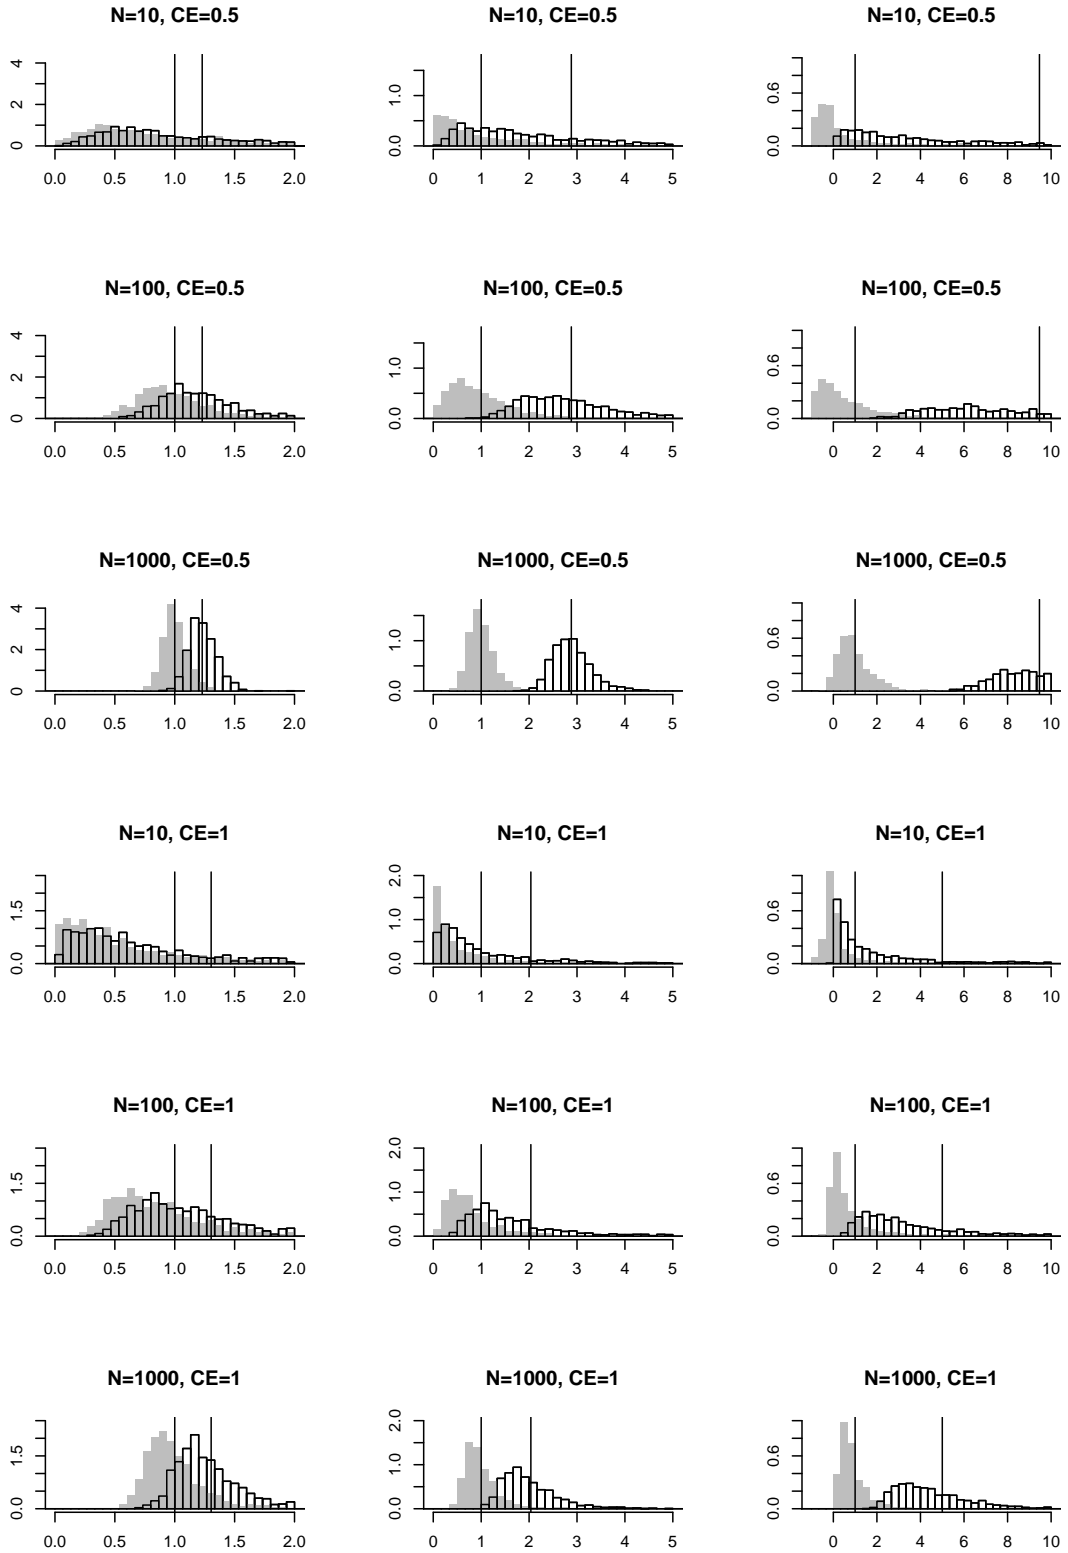 N=10, CE=0.5 N=10, CE=0.5 N=10, CE=0.5
0 2 4 0.0 1.0 0.0 0.6
0.0 0.5 1.0 1.5 2.0 0 1 2 3 4 5 0 2 4 6 8 10
N=100, CE=0.5 N=100, CE=0.5 N=100, CE=0.5
0 2 4 0.0 1.0 0.0 0.6
0.0 0.5 1.0 1.5 2.0 0 1 2 3 4 5 0 2 4 6 8 10
N=1000, CE=0.5 N=1000, CE=0.5 N=1000, CE=0.5
0 2 4 0.0 1.0 0.0 0.6
0.0 0.5 1.0 1.5 2.0 0 1 2 3 4 5 0 2 4 6 8 10
N=10, CE=1 N=10, CE=1 N=10, CE=1
0.0 1.5 0.0 1.0 2.0 0.0 0.6
0.0 0.5 1.0 1.5 2.0 0 1 2 3 4 5 0 2 4 6 8 10
N=100, CE=1 N=100, CE=1 N=100, CE=1
0.0 1.5 0.0 1.0 2.0 0.0 0.6
0.0 0.5 1.0 1.5 2.0 0 1 2 3 4 5 0 2 4 6 8 10
N=1000, CE=1 N=1000, CE=1 N=1000, CE=1
0.0 1.5 0.0 1.0 2.0 0.0 0.6
0.0 0.5 1.0 1.5 2.0 0 1 2 3 4 5 0 2 4 6 8 10